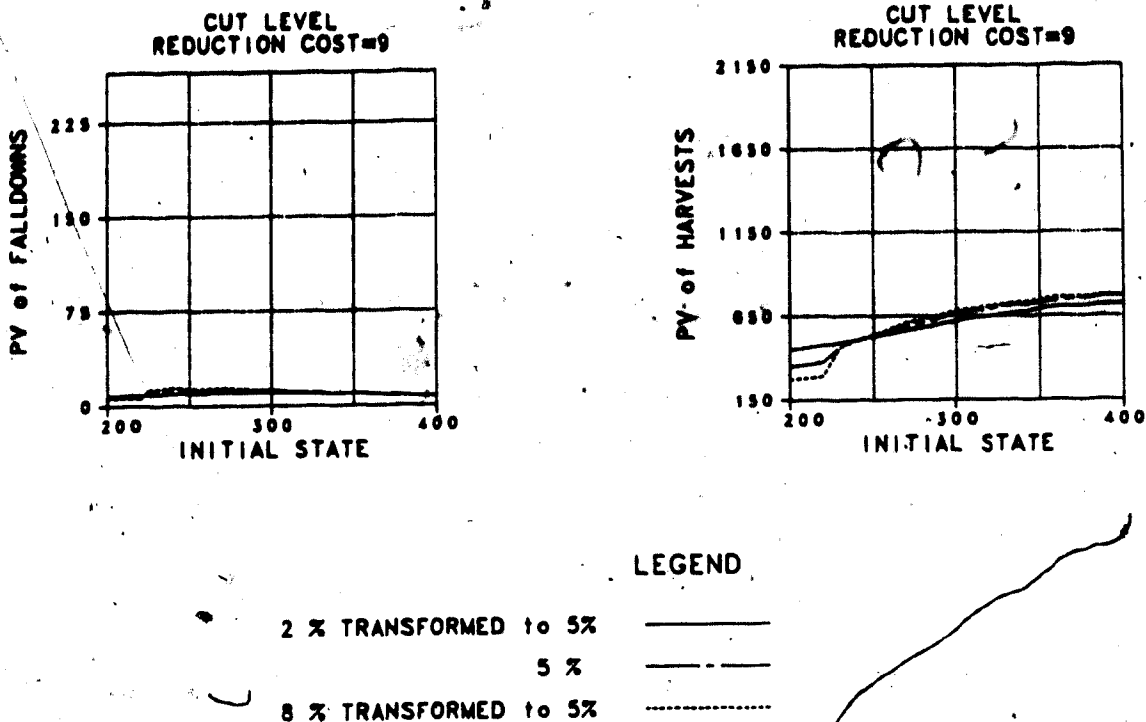 CUT LEVEL
REDUCTION COST=9
PV of FALLDOWNS
225
150
75
0
200
300
400
INITIAL STATE
CUT LEVEL
REDUCTION COST=9
PV of HARVESTS
2150
1650
1150
650
150
200
300
400
INITIAL STATE
LEGEND
2 % TRANSFORMED to 5%
5 %
8 % TRANSFORMED to 5%